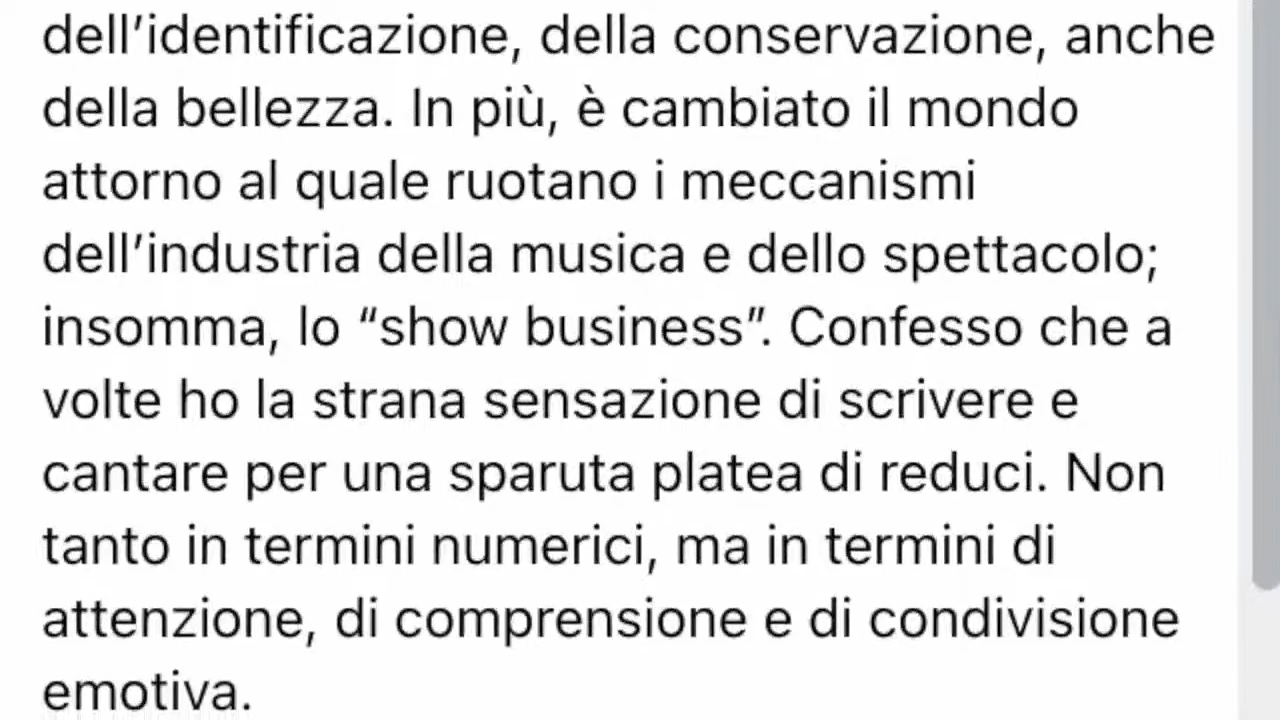 dell’identificazione, della conservazione, anche
della bellezza. In più, è cambiato il mondo
attorno al quale ruotano i meccanismi
dell’industria della musica e dello spettacolo;
insomma, lo “show business”. Confesso che a
volte ho la strana sensazione di scrivere e
cantare per una sparuta platea di reduci. Non
tanto in termini numerici, ma in termini di
attenzione, di comprensione e di condivisione
emotiva.